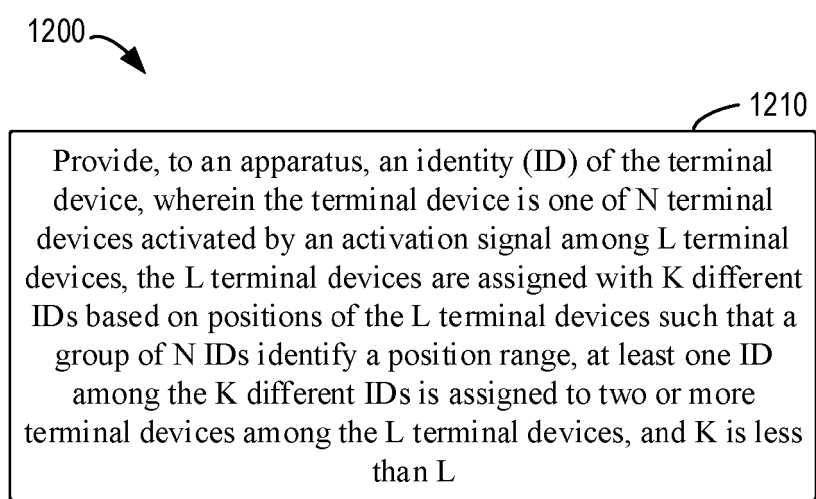 1200
1210
Provide, to an apparatus, an identity (ID) of the terminal
device, wherein the terminal device is one of N terminal
devices activated by an activation signal among L terminal
devices, the L terminal devices are assigned with K different
IDs based on positions of the L terminal devices such that a
group of N IDs identify a position range, at least one ID
among the K different IDs is assigned to two or more
terminal devices among the L terminal devices, and K is less
than L